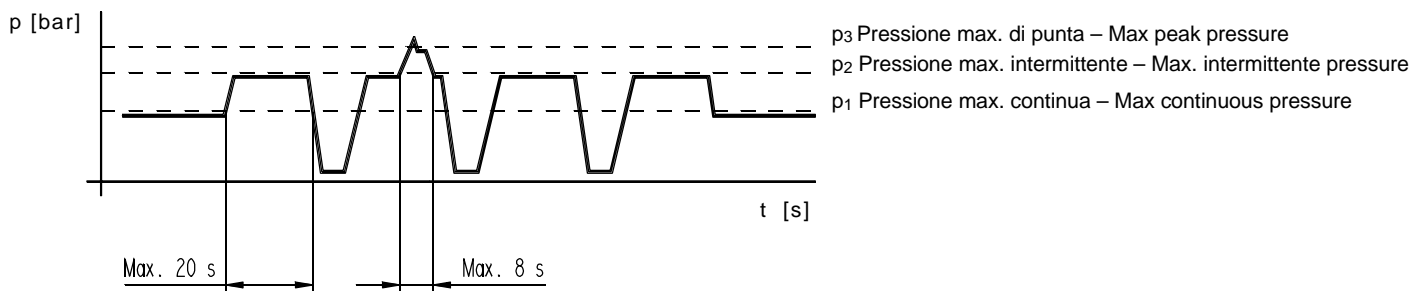 p [bar]
p3 Pressione max. di punta – Max peak pressure
p2 Pressione max. intermittente – Max. intermittente pressure
p1 Pressione max. continua – Max continuous pressure
t [s]
Max. 20 s
Max. 8 s